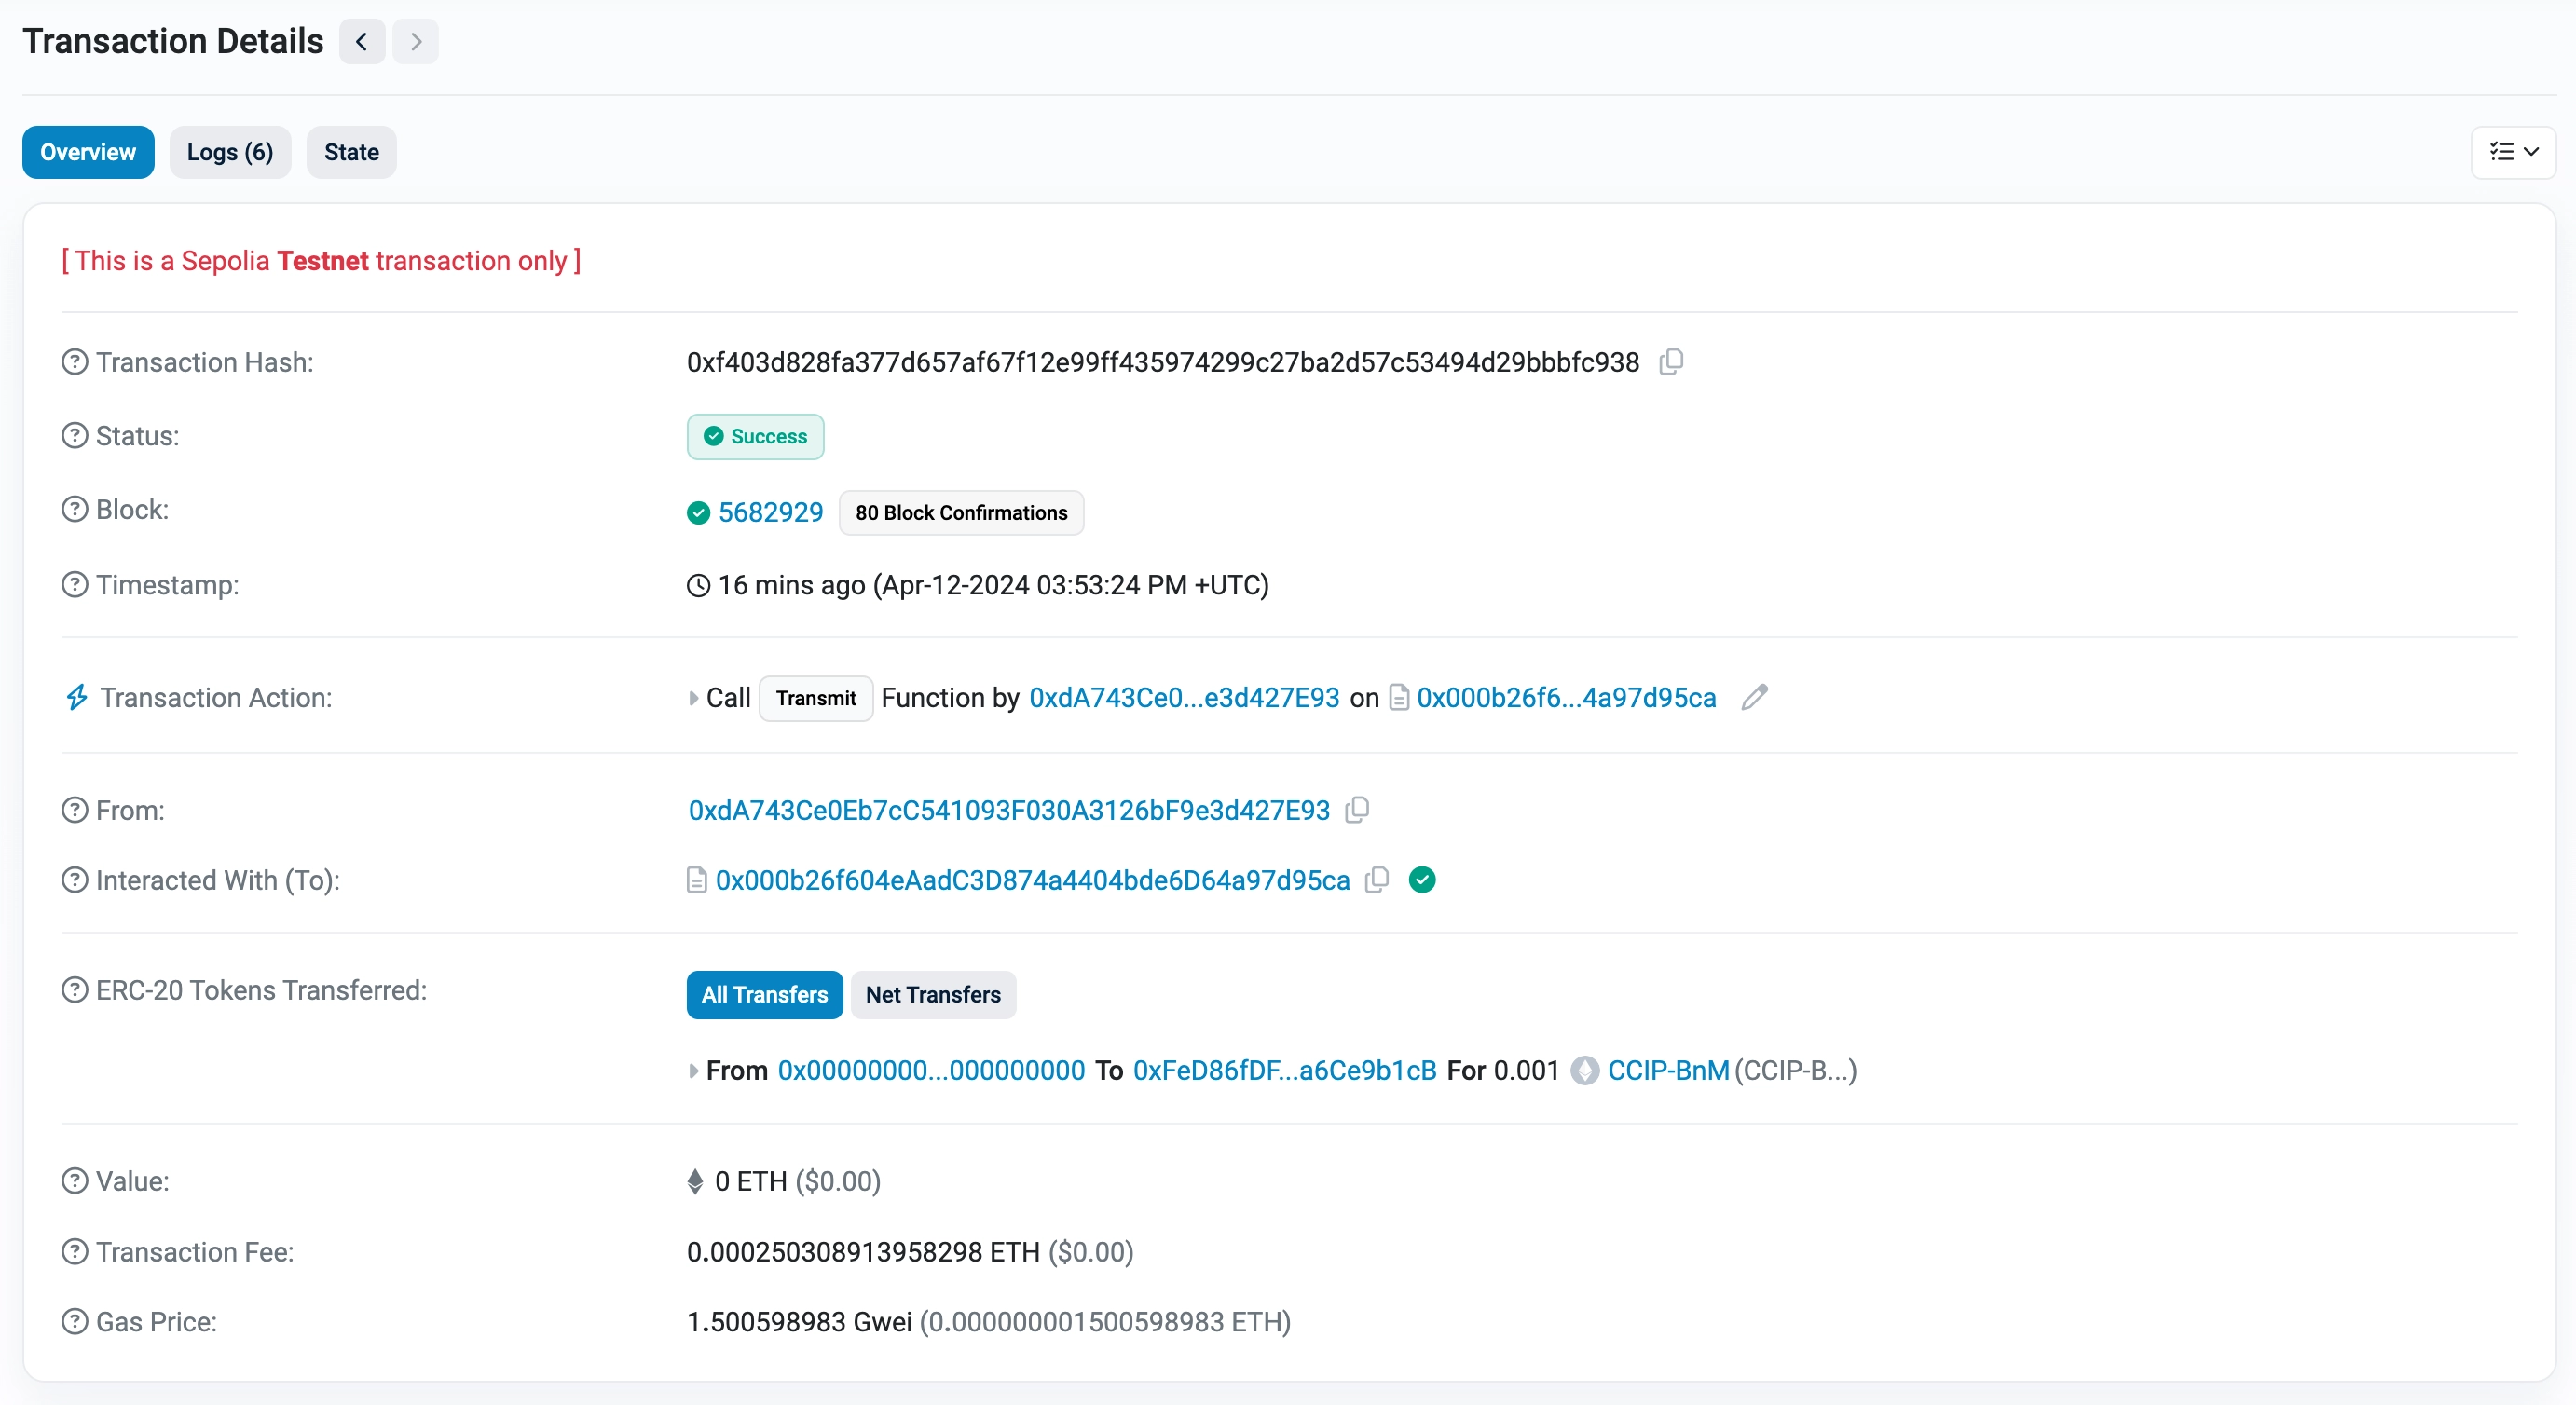 Transaction Details
Overview Logs (6) State
[ This is a Sepolia Testnet transaction only ]
Transaction Hash: 0xf403d828fa377d657af67f12e99ff435974299c27ba2d57c53494d29bbbfc938
Status: Success
Block: 5682929 80 Block Confirmations
Timestamp: 16 mins ago (Apr-12-2024 03:53:24 PM +UTC)
Transaction Action: Call Transmit Function by 0xdA743Ce0...e3d427E93 on 0x000b26f6...4a97d95ca
From: 0xdA743Ce0Eb7cC541093F030A3126bF9e3d427E93
Interacted With (To): 0x000b26f604eAadC3D874a4404bde6D64a97d95ca
ERC-20 Tokens Transferred: All Transfers Net Transfers
From 0x00000000...000000000 To 0xFeD86fDF...a6Ce9b1cB For 0.001 CCIP-BnM (CCIP-B...)
Value: 0 ETH ($0.00)
Transaction Fee: 0.000250308913958298 ETH ($0.00)
Gas Price: 1.500598983 Gwei (0.000000001500598983 ETH)